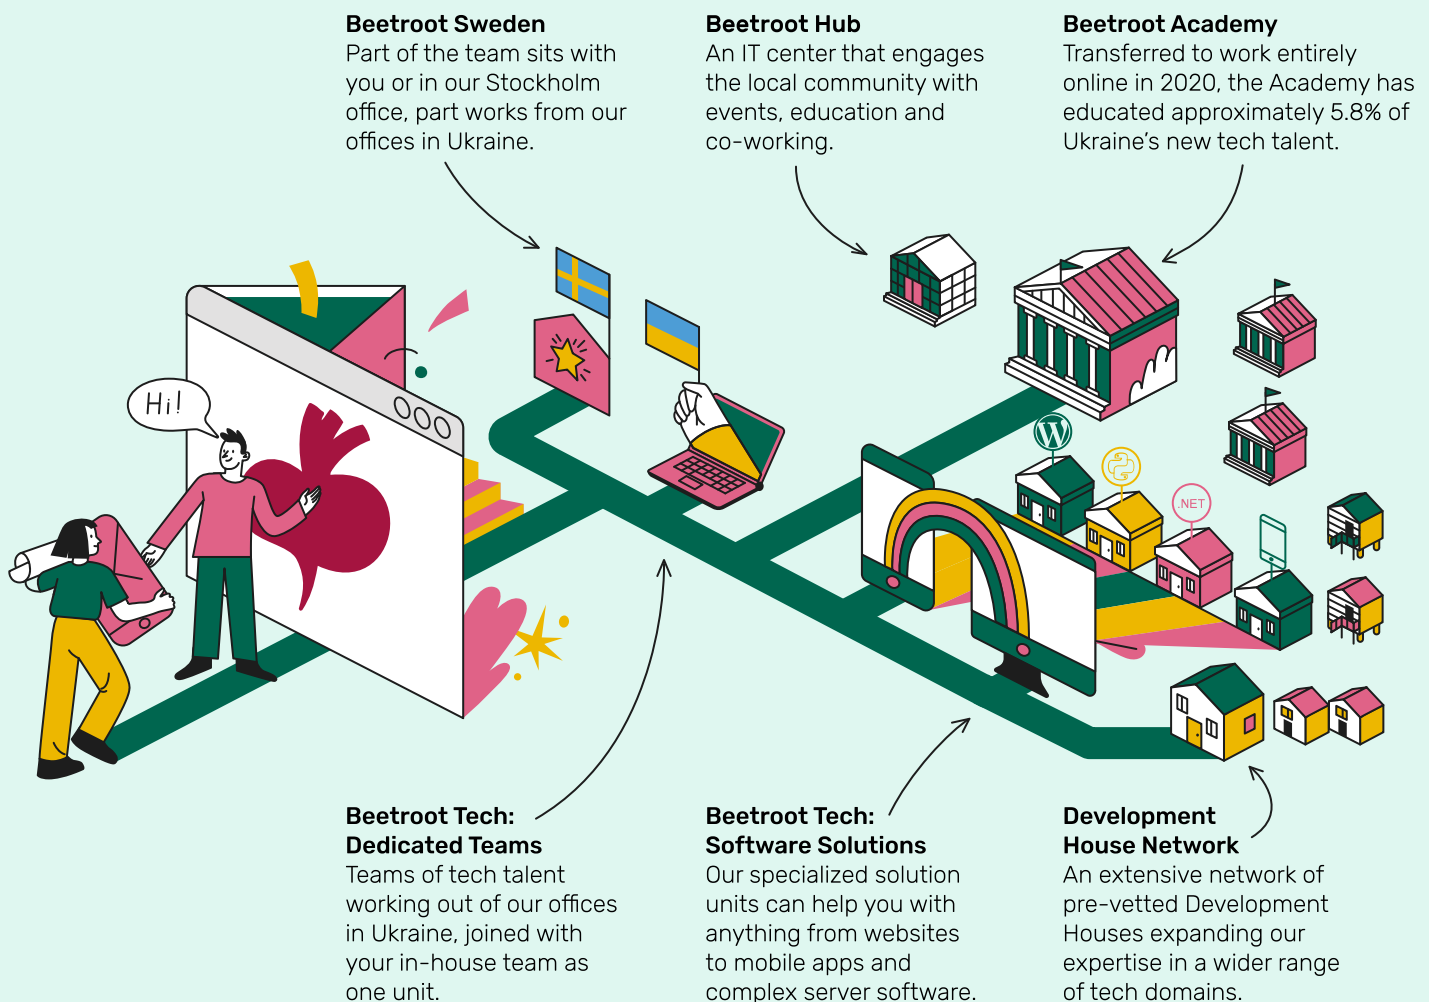 Beetroot Sweden
Part of the team sits with
you or in our Stockholm
office, part works from our
offices in Ukraine.
Beetroot Hub
An IT center that engages
the local community with
events, education and
co-working.
Beetroot Academy
Transferred to work entirely
online in 2020, the Academy has
educated approximately 5.8% of
Ukraine's new tech talent.
Hi!
W
.NET
Beetroot Tech:
Dedicated Teams
Teams of tech talent
working out of our offices
in Ukraine, joined with
your in-house team as
one unit.
Beetroot Tech:
Software Solutions
Our specialized solution
units can help you with
anything from websites
to mobile apps and
complex server software.
Development
House Network
An extensive network of
pre-vetted Development
Houses expanding our
expertise in a wider range
of tech domains.